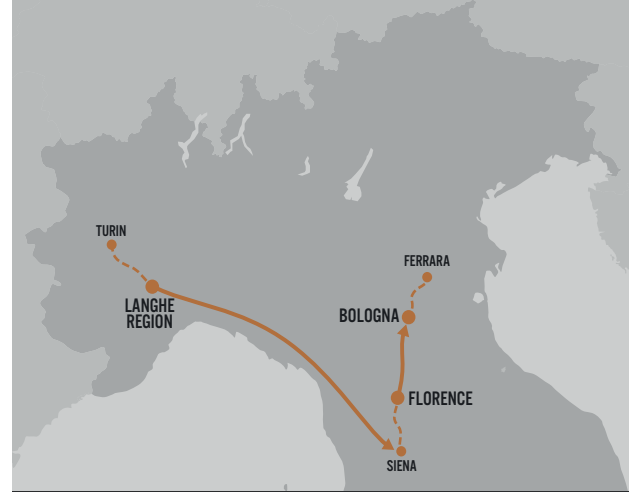 TURIN
FERRARA
LANGHE
REGION
BOLOGNA
FLORENCE
SIENA